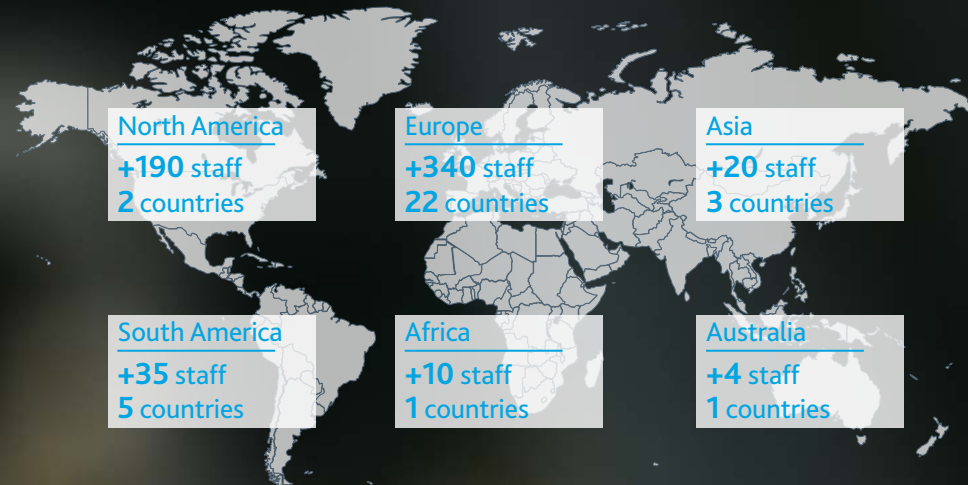 North America
+190 staff
2 countries
Europe
+340 staff
22 countries
Asia
+20 staff
3 countries
South America
+35 staff
5 countries
Africa
+10 staff
1 countries
Australia
+4 staff
1 countries